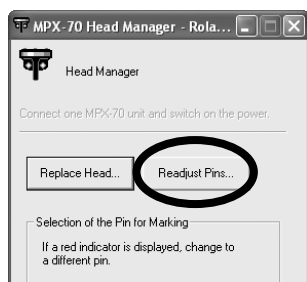 MPX-70 Head Manager - Rola...
Head Manager
Connect one MPX-70 unit and switch on the power.
Replace Head...
Readjust Pins...
Selection of the Pin for Marking
If a red indicator is displayed, change to
a different pin.